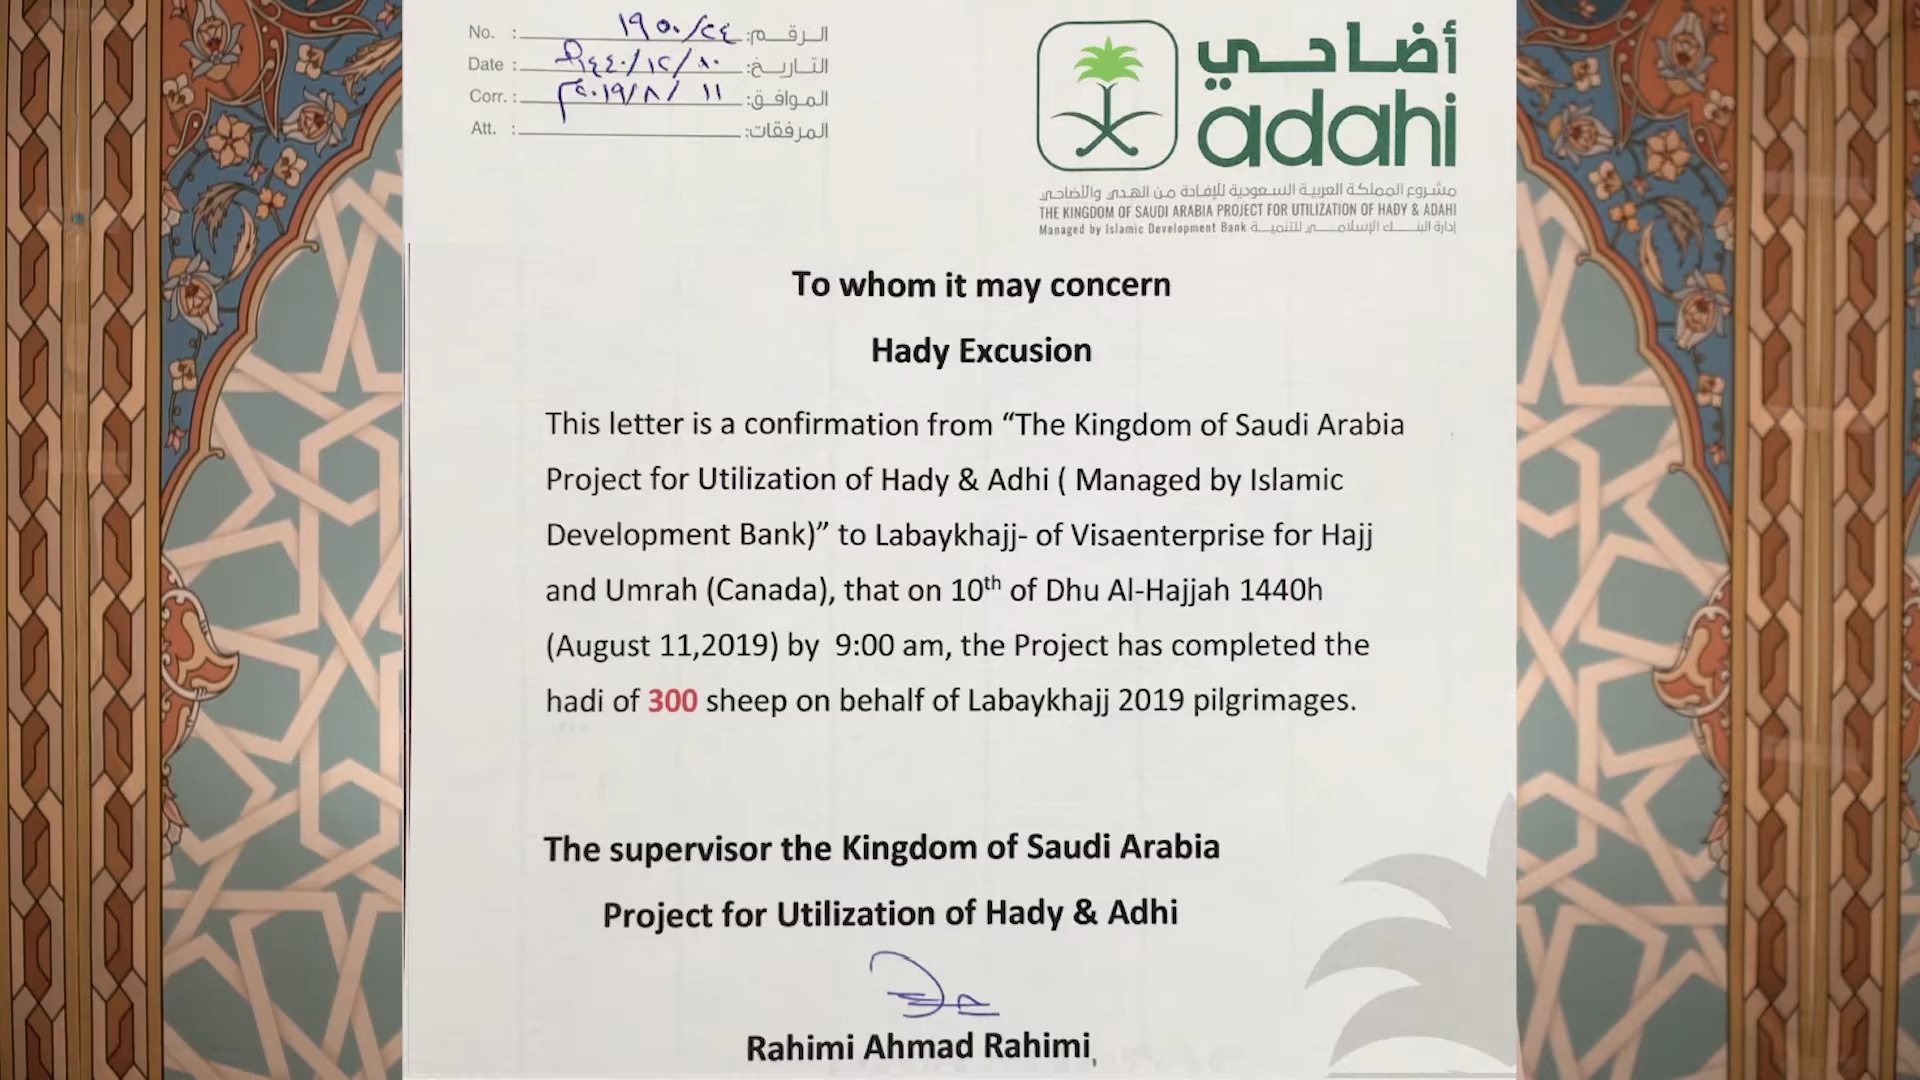 No. : ١٩٥٠/٢٤ الرقم:
Date : ١٤٤٠/١٢/١٠هـ التاريخ:
Corr. : ٢٠١٩/٨/١١م الموافق:
Att. : المرفقات:
أضاحي
adahi
مشروع المملكة العربية السعودية للإفادة من الهدي والأضاحي
THE KINGDOM OF SAUDI ARABIA PROJECT FOR UTILIZATION OF HADY & ADAHI
Managed by Islamic Development Bank إدارة البنك الإسلامي للتنمية
To whom it may concern
Hady Excusion
This letter is a confirmation from “The Kingdom of Saudi Arabia
Project for Utilization of Hady & Adhi ( Managed by Islamic
Development Bank)” to Labaykhajj- of Visaenterprise for Hajj
and Umrah (Canada), that on 10th of Dhu Al-Hajjah 1440h
(August 11,2019) by 9:00 am, the Project has completed the
hadi of 300 sheep on behalf of Labaykhajj 2019 pilgrimages.
The supervisor the Kingdom of Saudi Arabia
Project for Utilization of Hady & Adhi
Rahimi Ahmad Rahimi,